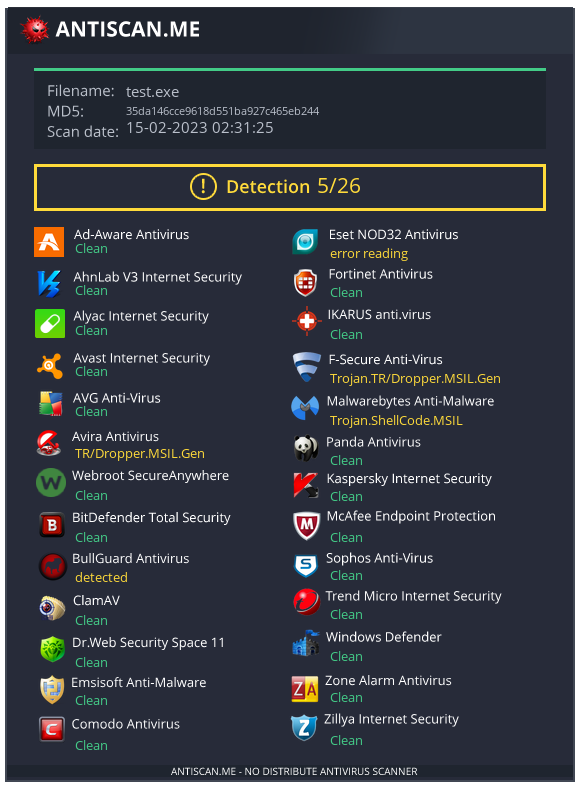 ANTISCAN.ME
Filename: test.exe
MD5: 35da146cce9618d551ba927c465eb244
Scan date: 15-02-2023 02:31:25
! Detection 5/26
Ad-Aware Antivirus
Clean
AhnLab V3 Internet Security
Clean
Alyac Internet Security
Clean
Avast Internet Security
Clean
AVG Anti-Virus
Clean
Avira Antivirus
TR/Dropper.MSIL.Gen
Webroot SecureAnywhere
Clean
BitDefender Total Security
Clean
BullGuard Antivirus
detected
ClamAV
Clean
Dr.Web Security Space 11
Clean
Emsisoft Anti-Malware
Clean
Comodo Antivirus
Clean
Eset NOD32 Antivirus
error reading
Fortinet Antivirus
Clean
IKARUS anti.virus
Clean
F-Secure Anti-Virus
Trojan.TR/Dropper.MSIL.Gen
Malwarebytes Anti-Malware
Trojan.ShellCode.MSIL
Panda Antivirus
Clean
Kaspersky Internet Security
Clean
McAfee Endpoint Protection
Clean
Sophos Anti-Virus
Clean
Trend Micro Internet Security
Clean
Windows Defender
Clean
Zone Alarm Antivirus
Clean
Zillya Internet Security
Clean
ANTISCAN.ME - NO DISTRIBUTE ANTIVIRUS SCANNER